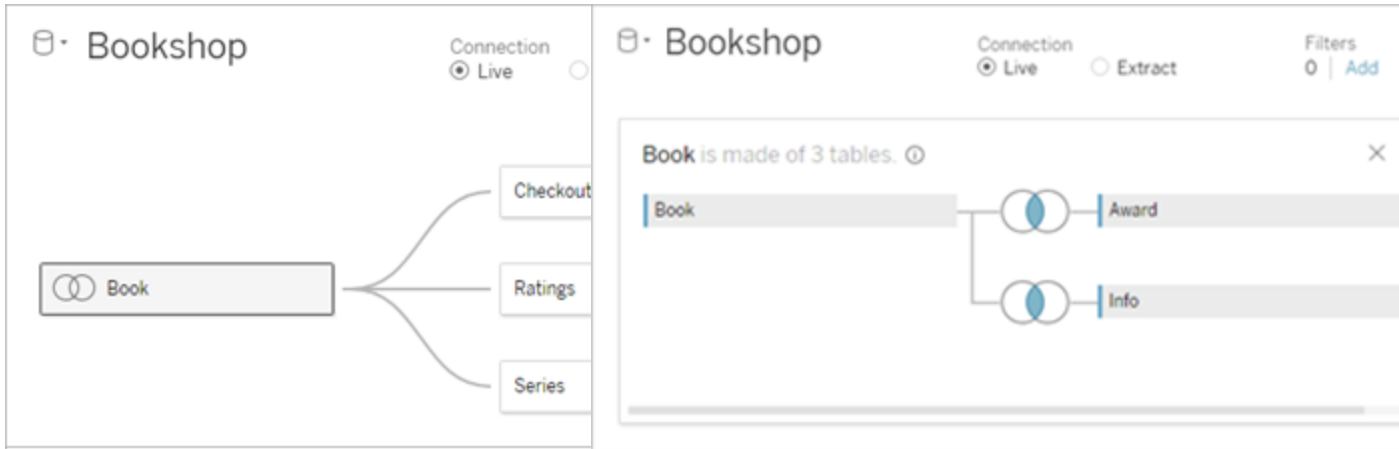 Bookshop
Connection
Live
Checkout
Book
Ratings
Series
Bookshop
Connection
Live Extract
Filters
0 | Add
Book is made of 3 tables.
Book
Award
Info